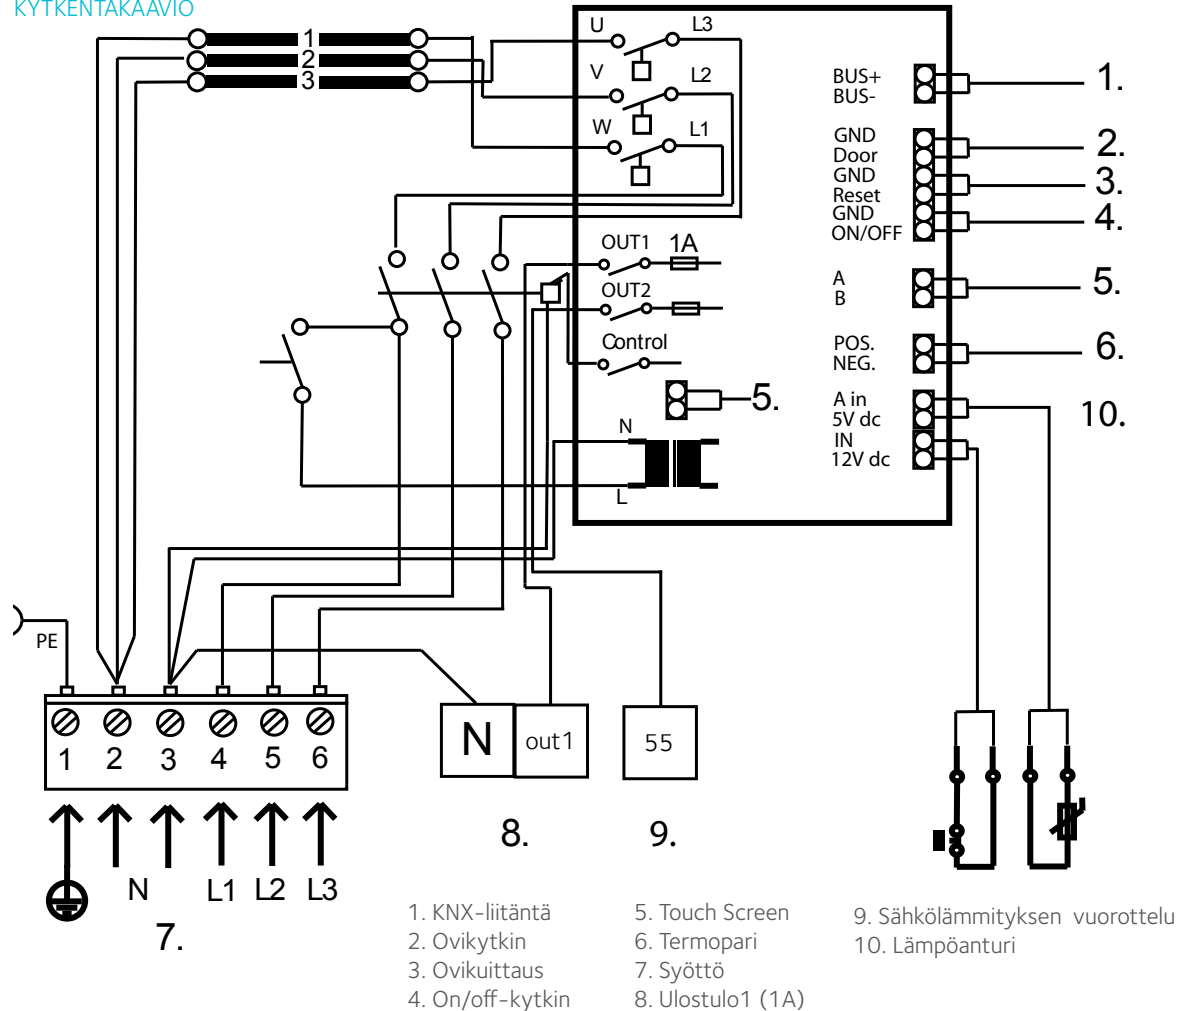 KYTKENTÄKAAVIO
1
2
3
U
L3
V
L2
W
L1
OUT1
1A
OUT2
Control
5.
N
L
BUS+
BUS-
1.
GND
Door
2.
GND
Reset
3.
GND
ON/OFF
4.
A
B
5.
POS.
NEG.
6.
A in
5V dc
10.
IN
12V dc
PE
1 2 3 4 5 6
N L1 L2 L3
7.
N
out1
8.
55
9.
1. KNX-liitäntä
2. Ovikytkin
3. Ovikuittaus
4. On/off-kytkin
5. Touch Screen
6. Termopari
7. Syöttö
8. Ulostulo1 (1A)
9. Sähkölämmityksen vuorottelu
10. Lämpöanturi